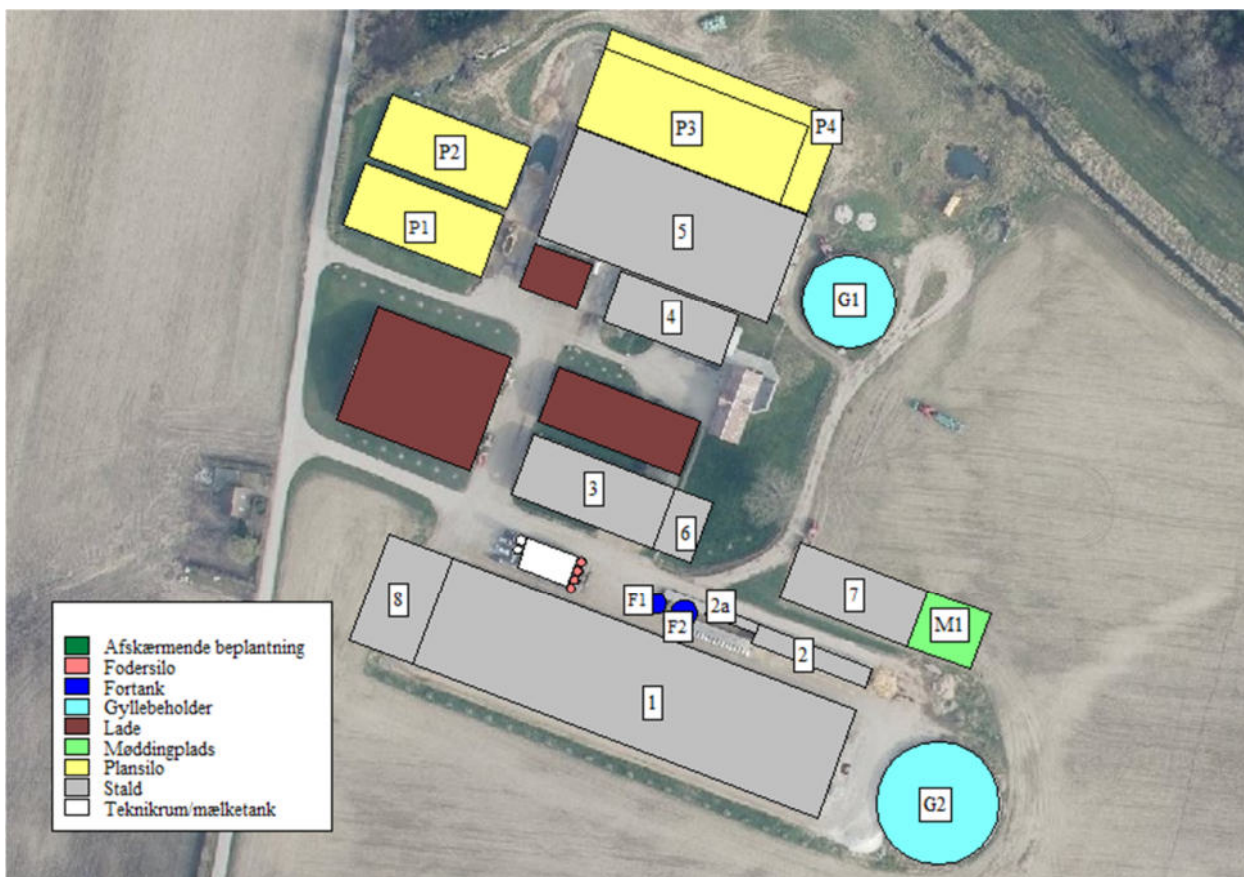 P4
P3
P2
P1
5
G1
4
3
6
7
8
F1
2a
F2
M1
2
1
G2
Afskærmende beplantning
Fodersilo
Fortank
Gyllebeholder
Lade
Møddingplads
Plansilo
Stald
Teknikrum/mælketank